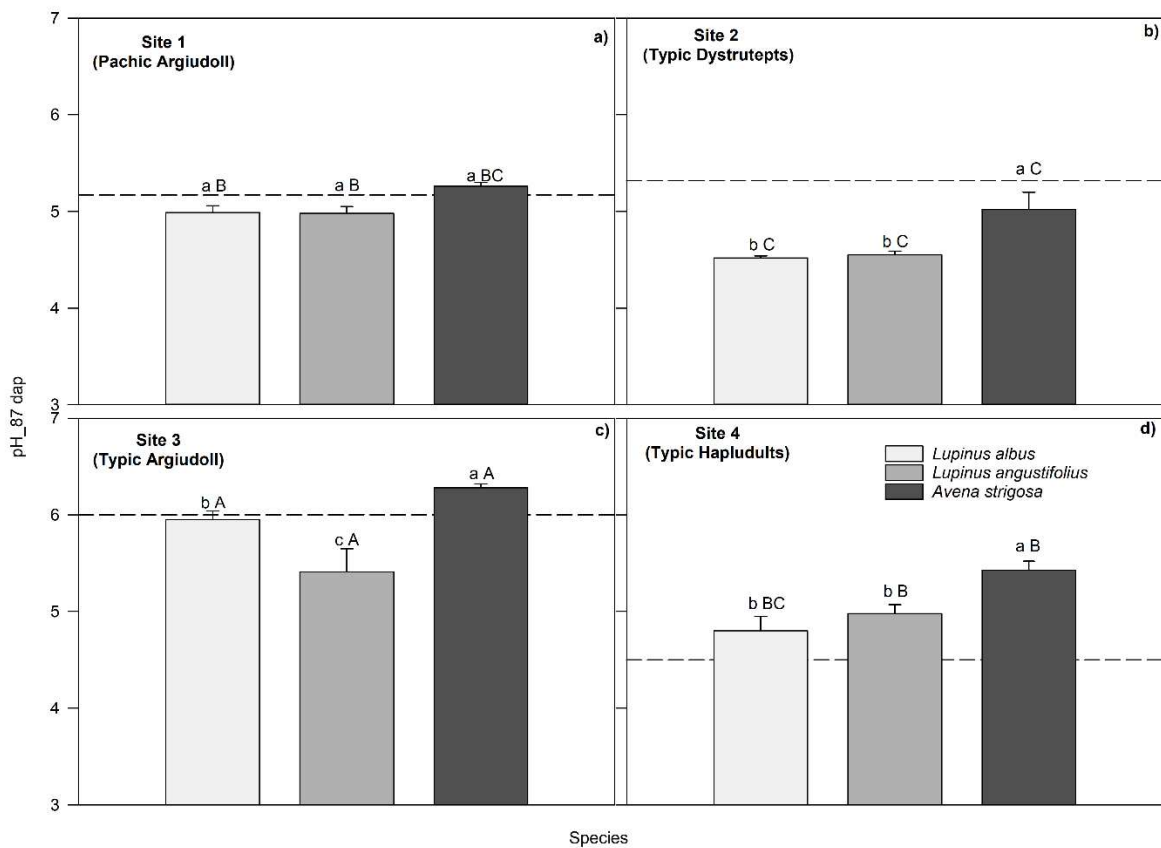 7
Site 1
(Pachic Argiudoll)
a)
6
a B
a B
a BC
5
4
3
Site 2
(Typic Dystrutepts)
b)
a C
b C
b C
pH_87 dap
7
Site 3
(Typic Argiudoll)
c)
a A
b A
6
c A
5
4
3
Site 4
(Typic Hapludults)
d)
Lupinus albus
Lupinus angustifolius
Avena strigosa
a B
b B
b BC
Species